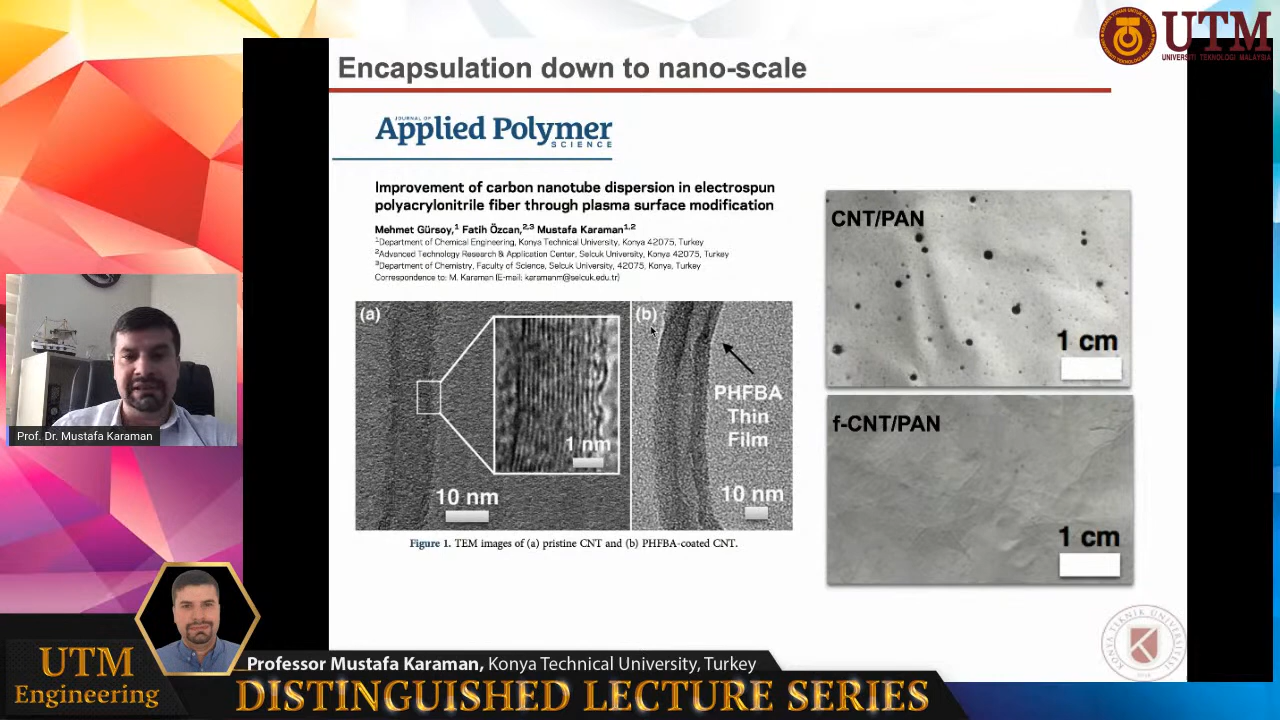 UTM
UNIVERSITI TEKNOLOGI MALAYSIA
Encapsulation down to nano-scale
JOURNAL OF
Applied Polymer
SCIENCE
Improvement of carbon nanotube dispersion in electrospun
polyacrylonitrile fiber through plasma surface modification
Mehmet Gürsoy,¹ Fatih Özcan,²,³ Mustafa Karaman¹,²
¹Department of Chemical Engineering, Konya Technical University, Konya 42075, Turkey
²Advanced Technology Research & Application Center, Selcuk University, Konya 42075, Turkey
³Department of Chemistry, Faculty of Science, Selcuk University, 42075, Konya, Turkey
Correspondence to: M. Karaman (E-mail: karamanm@selcuk.edu.tr)
(a)
1 nm
10 nm
(b)
PHFBA
Thin
Film
10 nm
Figure 1. TEM images of (a) pristine CNT and (b) PHFBA-coated CNT.
CNT/PAN
1 cm
f-CNT/PAN
1 cm
Prof. Dr. Mustafa Karaman
UTM
Engineering
Professor Mustafa Karaman, Konya Technical University, Turkey
DISTINGUISHED LECTURE SERIES